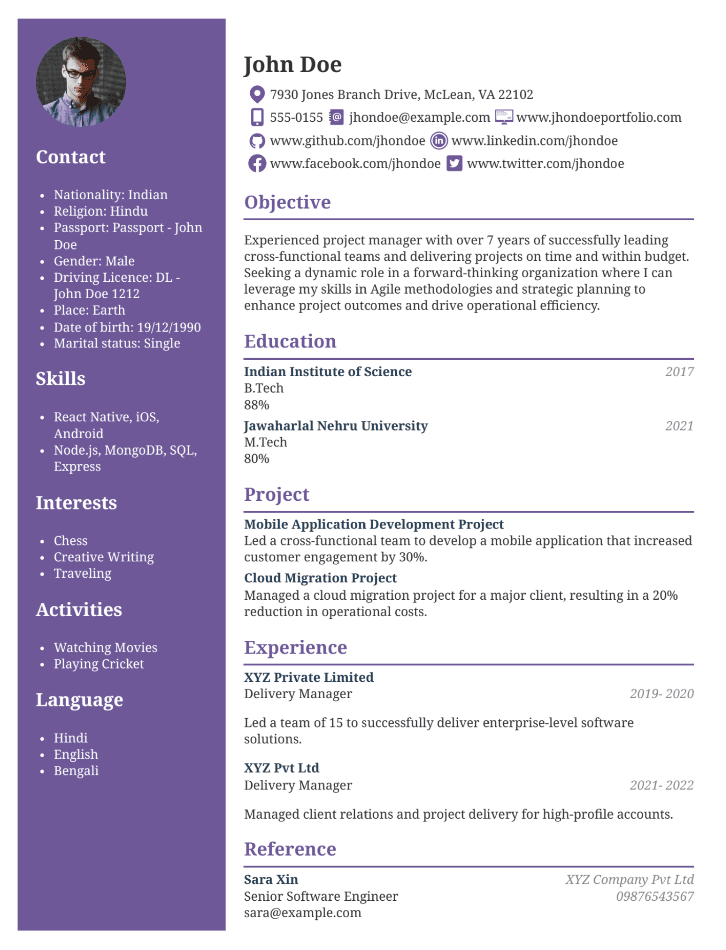 Contact
Nationality: Indian
Religion: Hindu
Passport: Passport - John
Doe
Gender: Male
Driving Licence: DL -
John Doe 1212
Place: Earth
Date of birth: 19/12/1990
Marital status: Single
Skills
React Native, iOS,
Android
Node.js, MongoDB, SQL,
Express
Interests
Chess
Creative Writing
Traveling
Activities
Watching Movies
Playing Cricket
Language
Hindi
English
Bengali
John Doe
7930 Jones Branch Drive, McLean, VA 22102
555-0155 jhondoe@example.com www.jhondoeportfolio.com
www.github.com/jhondoe www.linkedin.com/jhondoe
www.facebook.com/jhondoe www.twitter.com/jhondoe
Objective
Experienced project manager with over 7 years of successfully leading
cross-functional teams and delivering projects on time and within budget.
Seeking a dynamic role in a forward-thinking organization where I can
leverage my skills in Agile methodologies and strategic planning to
enhance project outcomes and drive operational efficiency.
Education
Indian Institute of Science 2017
B.Tech
88%
Jawaharlal Nehru University 2021
M.Tech
80%
Project
Mobile Application Development Project
Led a cross-functional team to develop a mobile application that increased
customer engagement by 30%.
Cloud Migration Project
Managed a cloud migration project for a major client, resulting in a 20%
reduction in operational costs.
Experience
XYZ Private Limited
Delivery Manager 2019- 2020
Led a team of 15 to successfully deliver enterprise-level software
solutions.
XYZ Pvt Ltd
Delivery Manager 2021- 2022
Managed client relations and project delivery for high-profile accounts.
Reference
Sara Xin XYZ Company Pvt Ltd
Senior Software Engineer 09876543567
sara@example.com